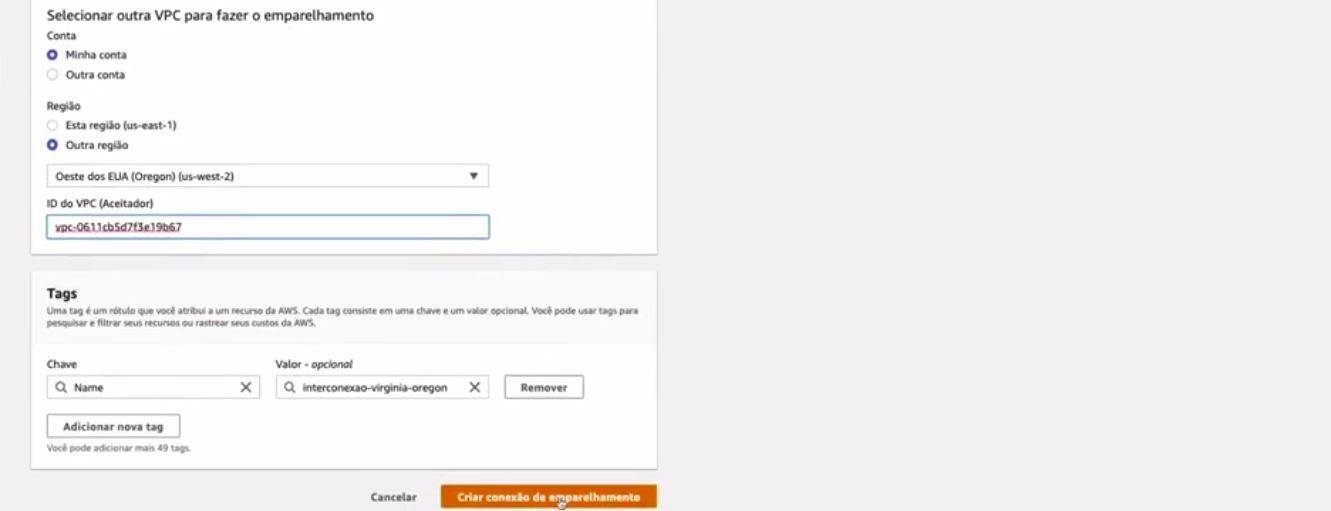 Selecionar outra VPC para fazer o emparelhamento
Conta
Minha conta
Outra conta
Região
Esta região (us-east-1)
Outra região
Oeste dos EUA (Oregon) (us-west-2)
ID do VPC (Aceitador)
vpc-0611cb5d7f3e19b67
Tags
Uma tag é um rótulo que você atribui a um recurso da AWS. Cada tag consiste em uma chave e um valor opcional. Você pode usar tags para
pesquisar e filtrar seus recursos ou rastrear seus custos da AWS.
Chave
Valor - opcional
Name
interconexao-virginia-oregon
Remover
Adicionar nova tag
Você pode adicionar mais 49 tags.
Cancelar
Criar conexão de emparelhamento